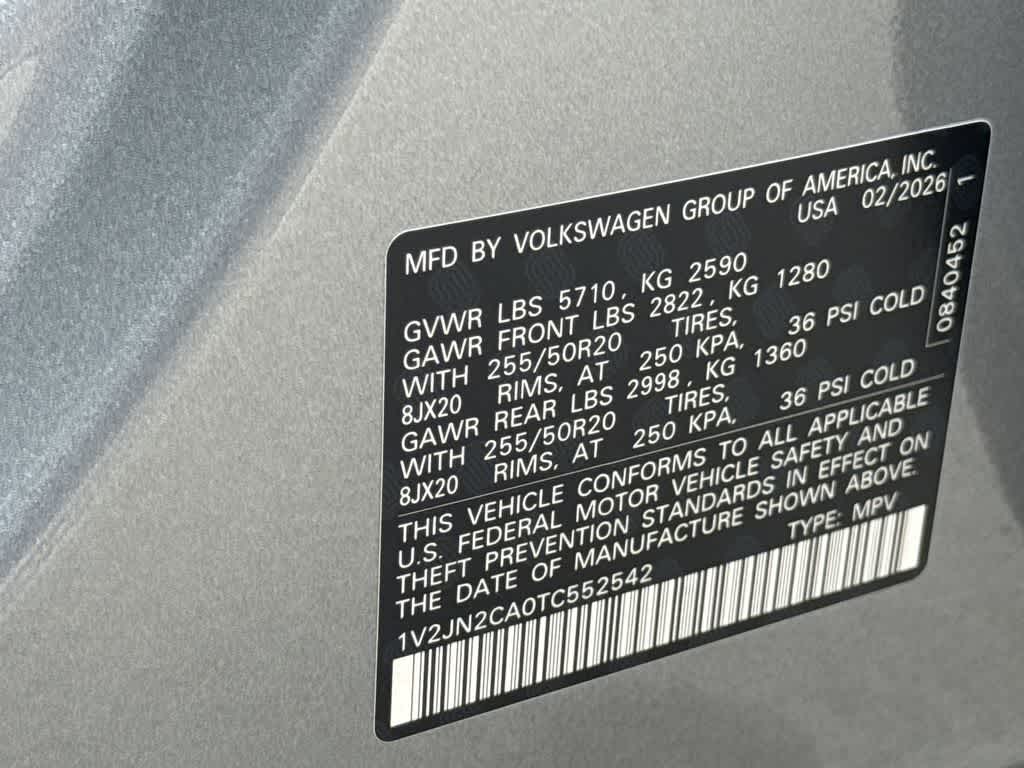 MFD BY VOLKSWAGEN GROUP OF AMERICA, INC.
USA 02/2026
GVWR LBS 5710, KG 2590
GAWR FRONT LBS 2822, KG 1280
WITH 255/50R20 TIRES,
8JX20 RIMS, AT 250 KPA, 36 PSI COLD
GAWR REAR LBS 2998, KG 1360
WITH 255/50R20 TIRES,
8JX20 RIMS, AT 250 KPA, 36 PSI COLD
THIS VEHICLE CONFORMS TO ALL APPLICABLE
U.S. FEDERAL MOTOR VEHICLE SAFETY AND
THEFT PREVENTION STANDARDS IN EFFECT ON
THE DATE OF MANUFACTURE SHOWN ABOVE.
1V2JN2CA0TC552542 TYPE: MPV
0840452 1